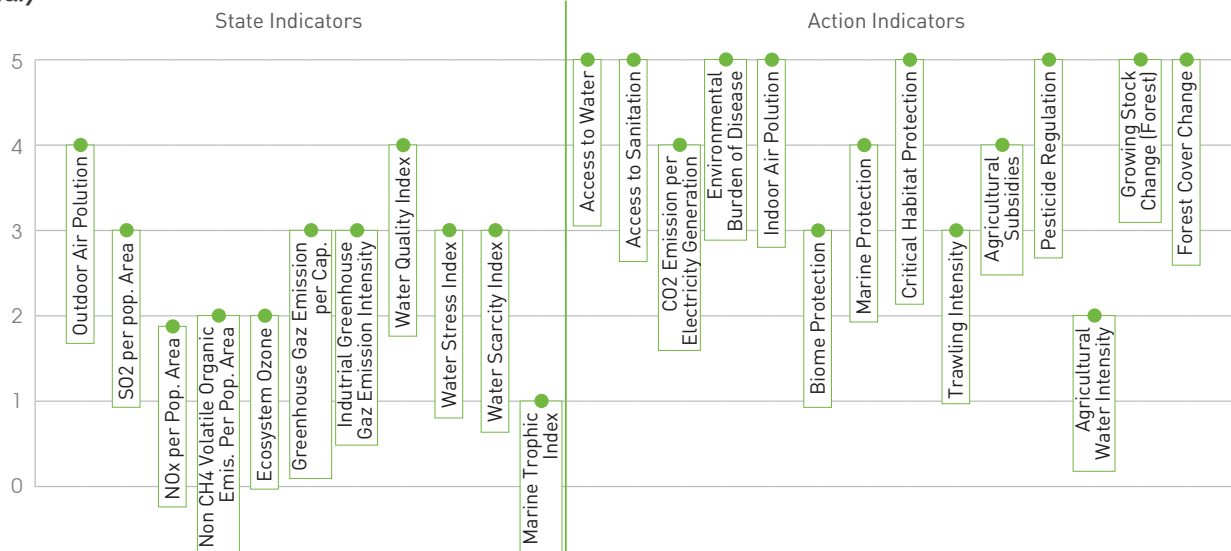 State Indicators
Action Indicators
5
4
3
2
1
0
Outdoor Air Polution
SO2 per pop. Area
NOx per Pop. Area
Non CH4 Volatile Organic
Emis. Per Pop. Area
Ecosystem Ozone
Greenhouse Gaz Emission
per Cap.
Indutrial Greenhouse
Gaz Emission Intensity
Water Quality Index
Water Stress Index
Water Scarcity Index
Marine Trophic
Index
Access to Water
Access to Sanitation
CO2 Emission per
Electricity Generation
Environmental
Burden of Disease
Indoor Air Polution
Biome Protection
Marine Protection
Critical Habitat Protection
Trawling Intensity
Agricultural
Subsidies
Pesticide Regulation
Agricultural
Water Intensity
Growing Stock
Change (Forest)
Forest Cover Change